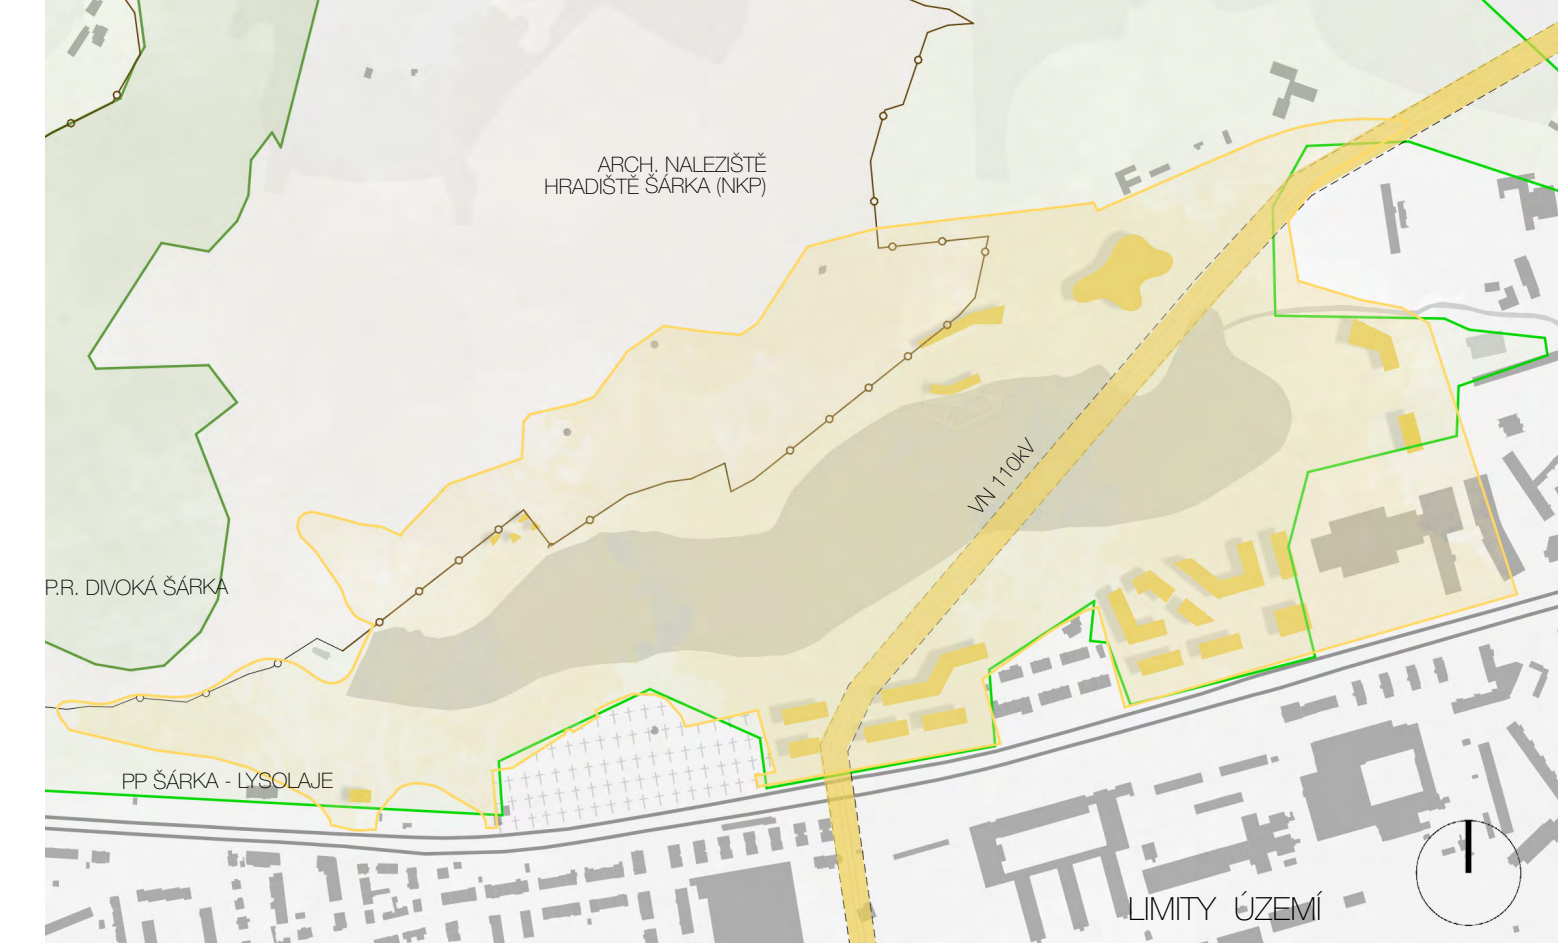 ARCH. NALEZIŠTĚ
HRADIŠTĚ ŠÁRKA (NKP)
VN 110kV
P.R. DIVOKÁ ŠÁRKA
PP ŠÁRKA - LYSOLAJE
LIMITY ÚZEMÍ